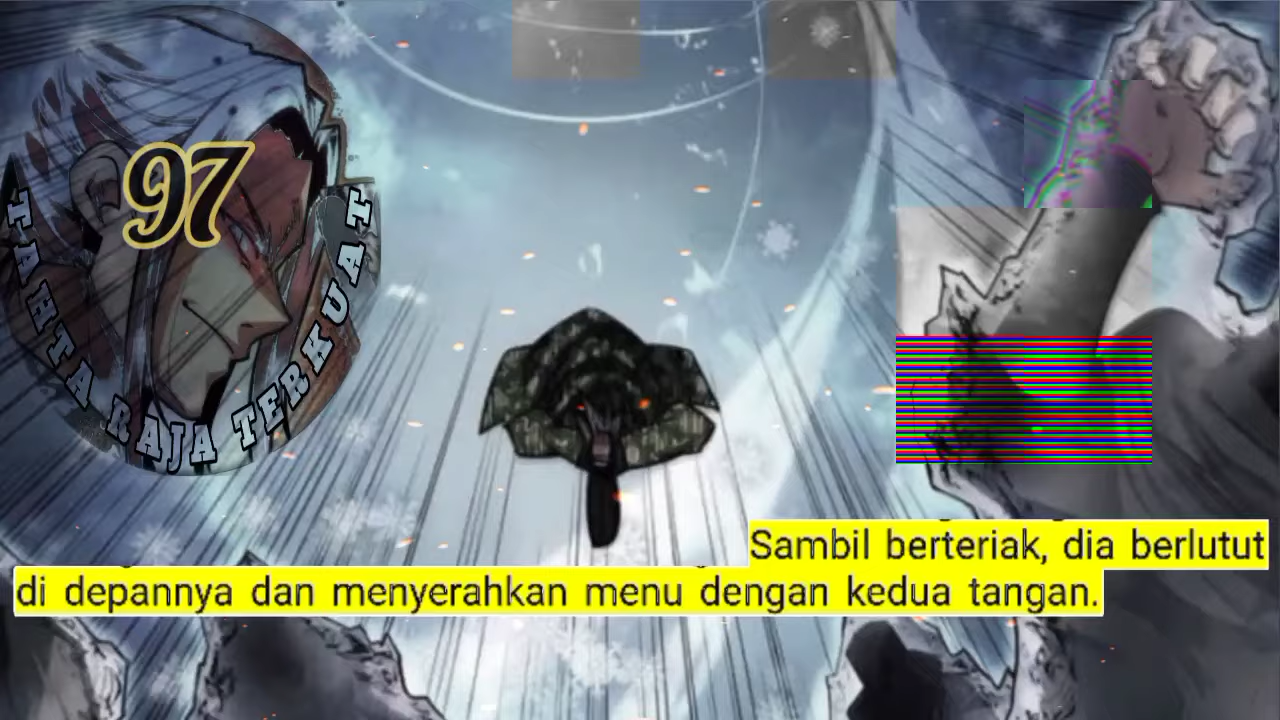 97
TAHTA RAJA TERKUAT
Sambil berteriak, dia berlutut
di depannya dan menyerahkan menu dengan kedua tangan.